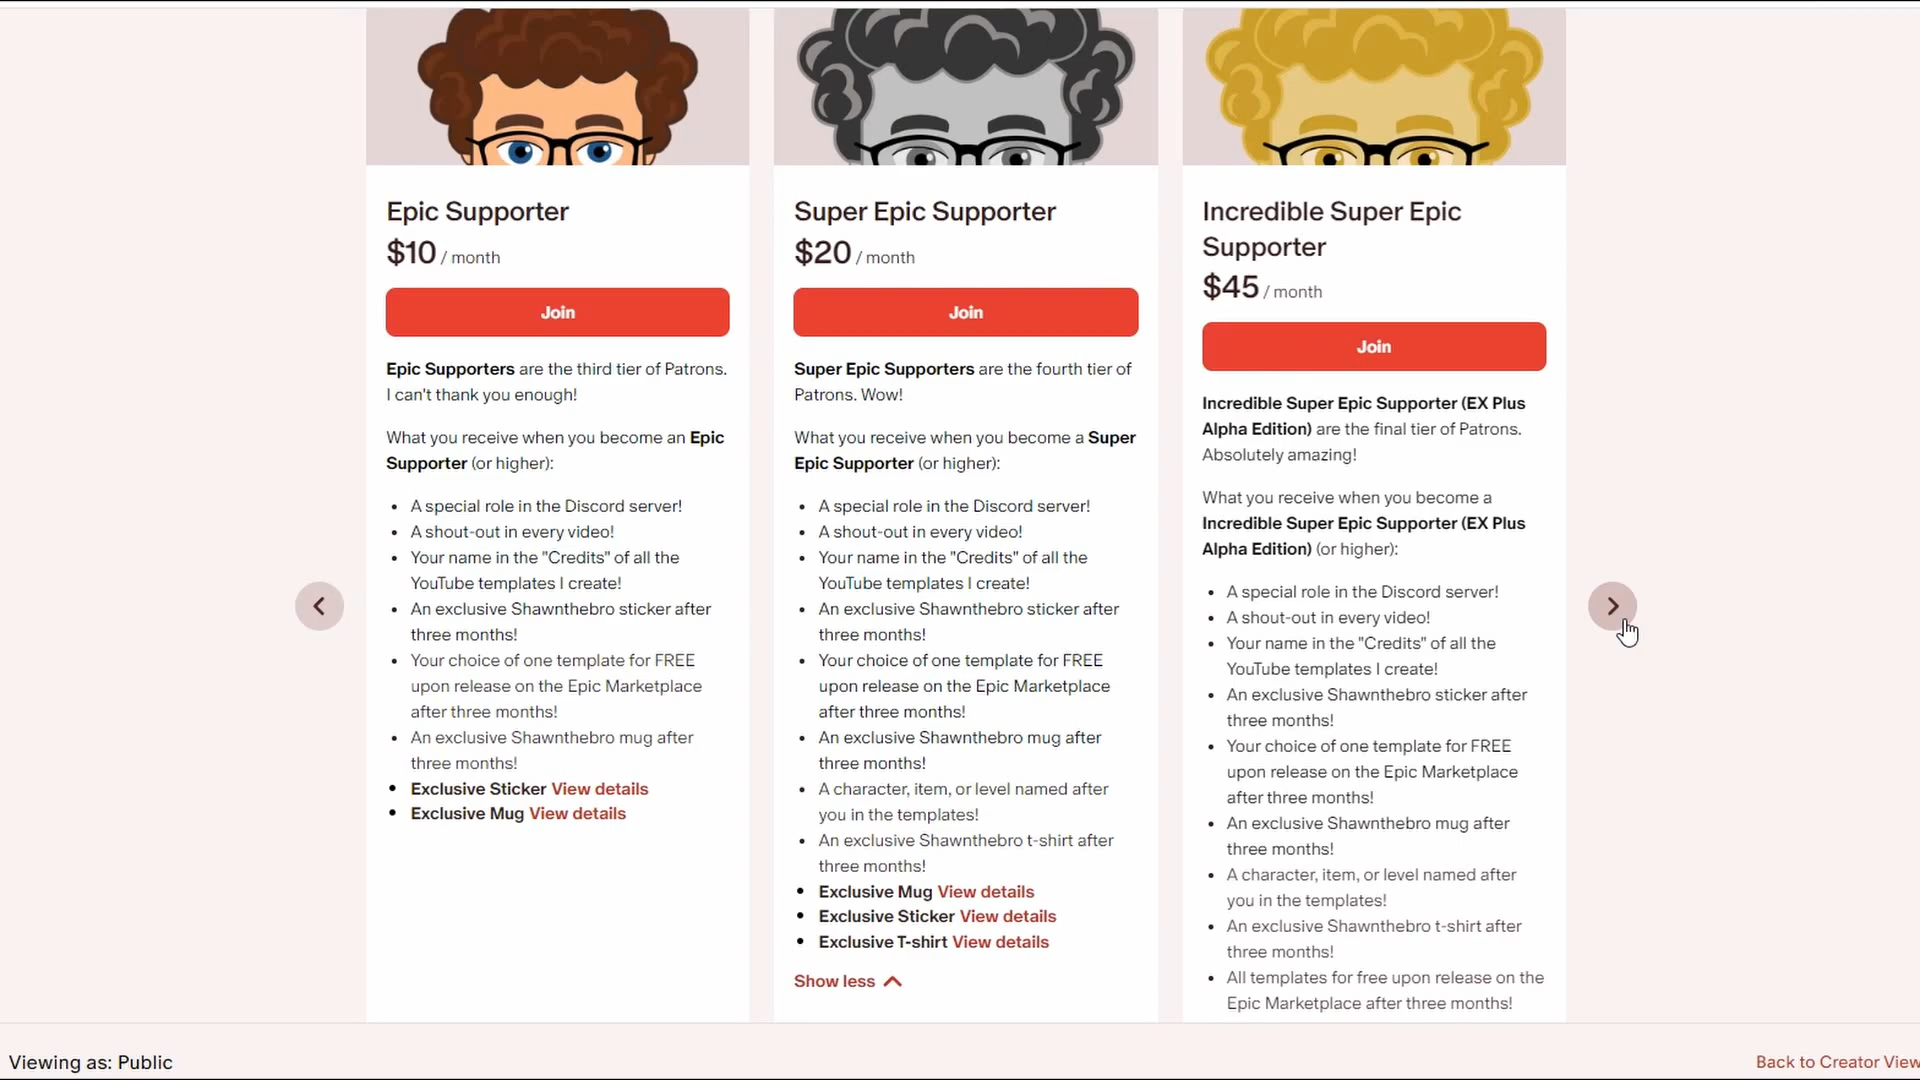 Epic Supporter
$10 / month
Join
Epic Supporters are the third tier of Patrons.
I can't thank you enough!
What you receive when you become an Epic
Supporter (or higher):
• A special role in the Discord server!
• A shout-out in every video!
• Your name in the "Credits" of all the
YouTube templates I create!
• An exclusive Shawnthebro sticker after
three months!
• Your choice of one template for FREE
upon release on the Epic Marketplace
after three months!
• An exclusive Shawnthebro mug after
three months!
• Exclusive Sticker View details
• Exclusive Mug View details
Super Epic Supporter
$20 / month
Join
Super Epic Supporters are the fourth tier of
Patrons. Wow!
What you receive when you become a Super
Epic Supporter (or higher):
• A special role in the Discord server!
• A shout-out in every video!
• Your name in the "Credits" of all the
YouTube templates I create!
• An exclusive Shawnthebro sticker after
three months!
• Your choice of one template for FREE
upon release on the Epic Marketplace
after three months!
• An exclusive Shawnthebro mug after
three months!
• A character, item, or level named after
you in the templates!
• An exclusive Shawnthebro t-shirt after
three months!
• Exclusive Mug View details
• Exclusive Sticker View details
• Exclusive T-shirt View details
Show less
Incredible Super Epic
Supporter
$45 / month
Join
Incredible Super Epic Supporter (EX Plus
Alpha Edition) are the final tier of Patrons.
Absolutely amazing!
What you receive when you become a
Incredible Super Epic Supporter (EX Plus
Alpha Edition) (or higher):
• A special role in the Discord server!
• A shout-out in every video!
• Your name in the "Credits" of all the
YouTube templates I create!
• An exclusive Shawnthebro sticker after
three months!
• Your choice of one template for FREE
upon release on the Epic Marketplace
after three months!
• An exclusive Shawnthebro mug after
three months!
• A character, item, or level named after
you in the templates!
• An exclusive Shawnthebro t-shirt after
three months!
• All templates for free upon release on the
Epic Marketplace after three months!
Viewing as: Public
Back to Creator View